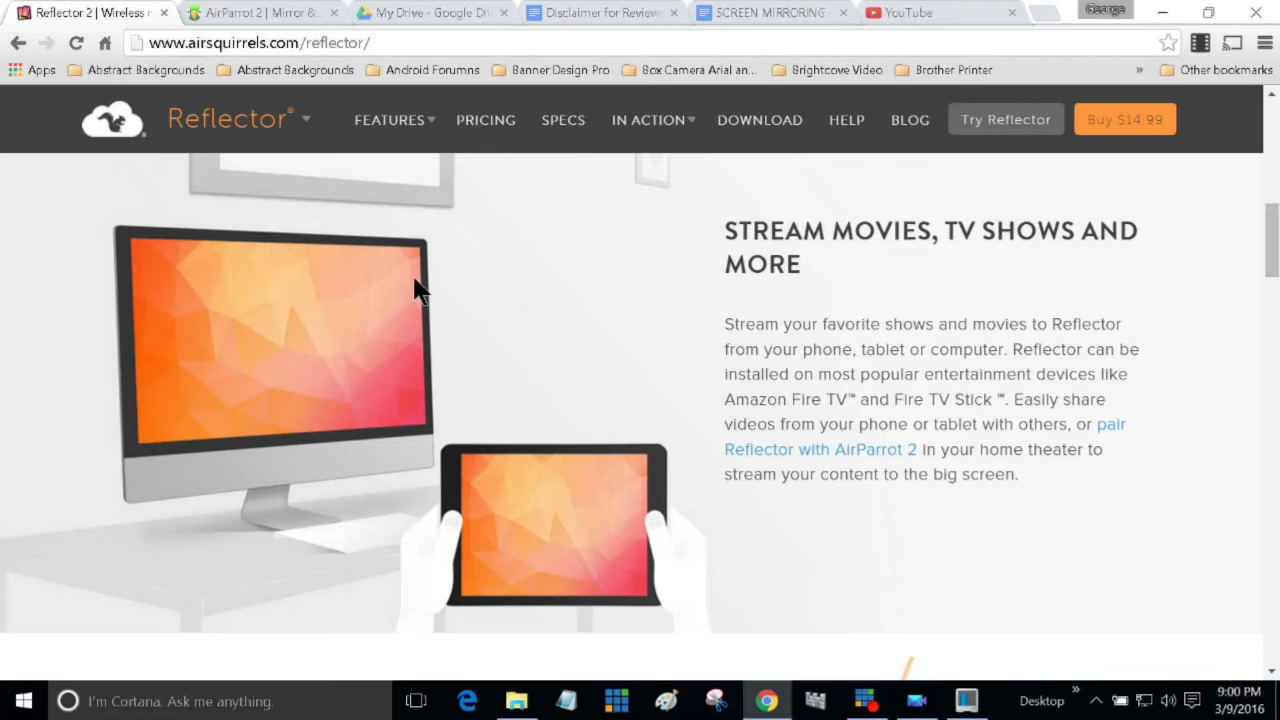 Reflector 2 | Wireless r
AirParrot 2 | Mirror &
My Drive - Google Dri
Disclaimer for Reviews
SCREEN MIRRORING
YouTube
George
www.airsquirrels.com/reflector/
Apps
Abstract Backgrounds
Abstract Backgrounds
Android Forumns
Banner Design Pro
Box Camera Arial an...
Brightcove Video
Brother Printer
»
Other bookmarks
Reflector®
FEATURES
PRICING
SPECS
IN ACTION
DOWNLOAD
HELP
BLOG
Try Reflector
Buy $14.99
STREAM MOVIES, TV SHOWS AND
MORE
Stream your favorite shows and movies to Reflector
from your phone, tablet or computer. Reflector can be
installed on most popular entertainment devices like
Amazon Fire TV™ and Fire TV Stick ™. Easily share
videos from your phone or tablet with others, or pair
Reflector with AirParrot 2 in your home theater to
stream your content to the big screen.
I'm Cortana. Ask me anything.
Desktop
»
9:00 PM
3/9/2016